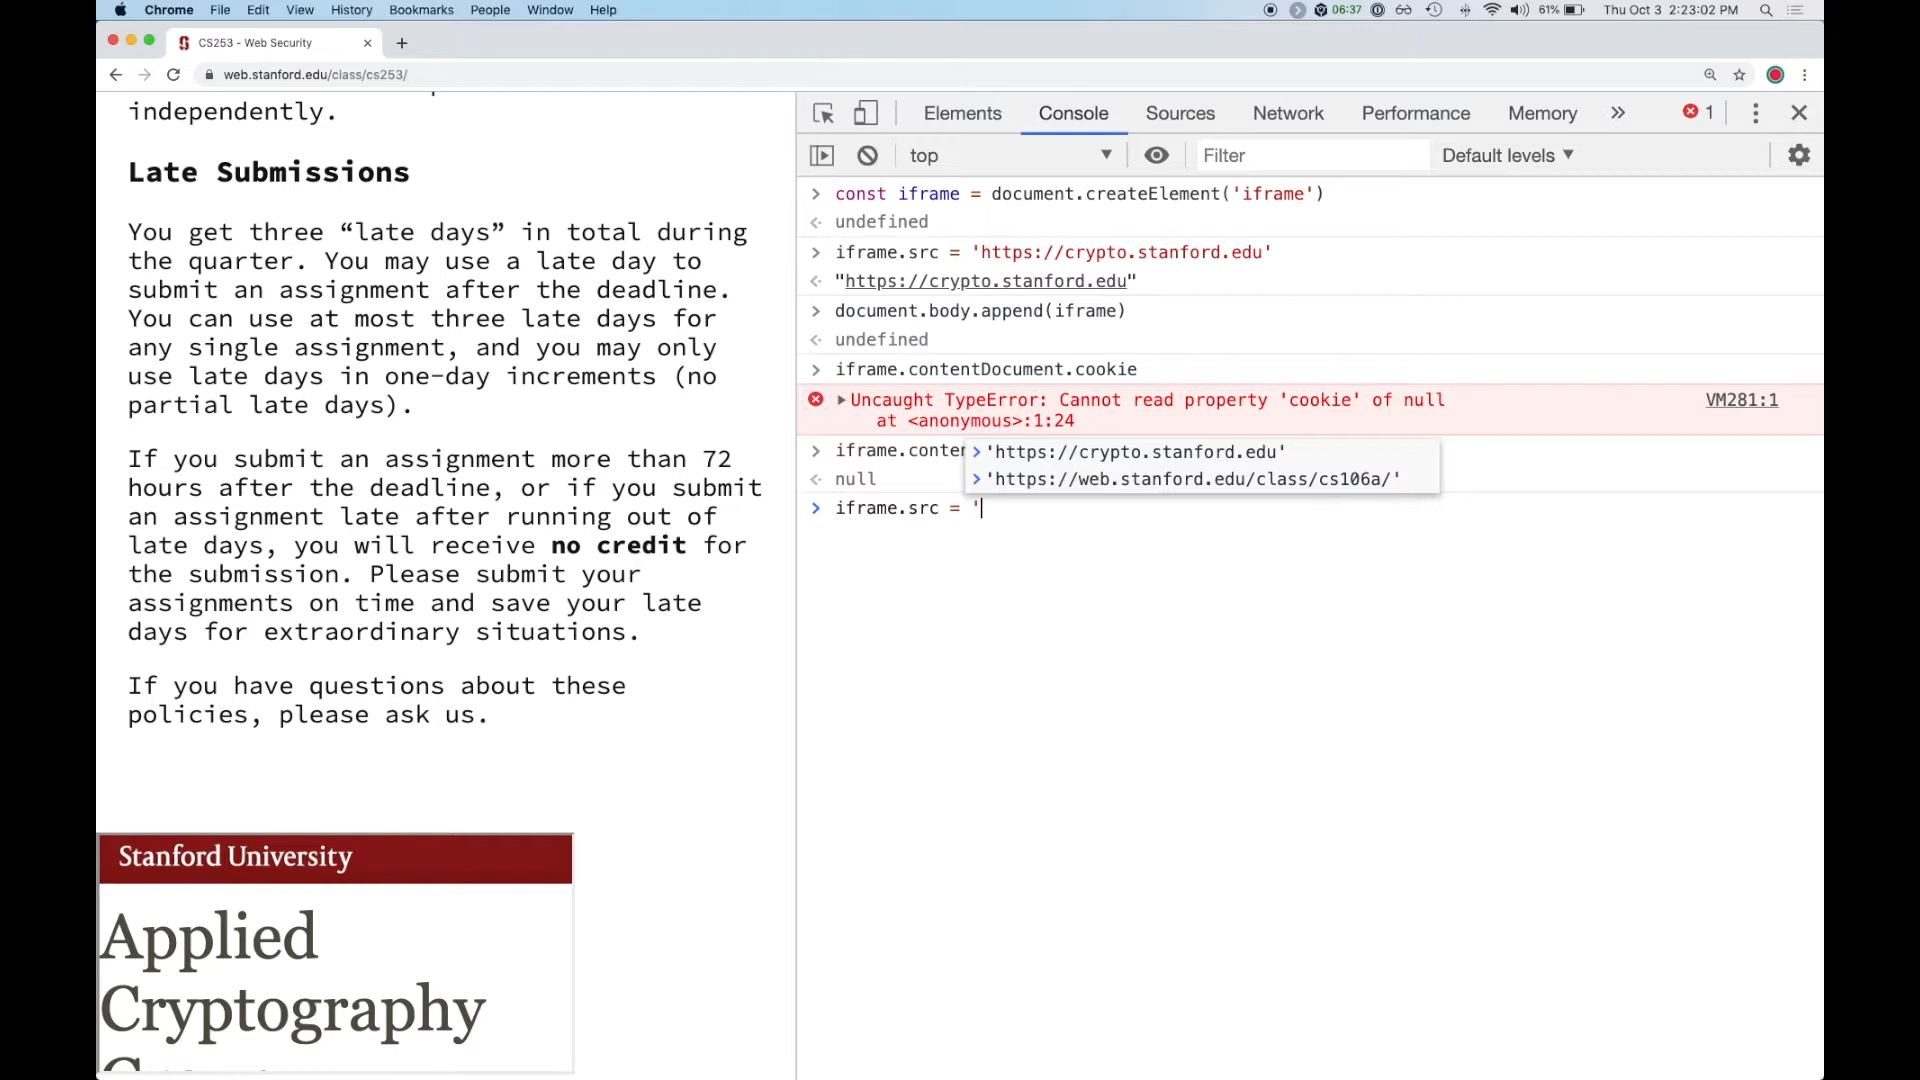 Chrome File Edit View History Bookmarks People Window Help 06:37 61% Thu Oct 3 2:23:02 PM
CS253 - Web Security
web.stanford.edu/class/cs253/
independently.
Late Submissions
You get three “late days” in total during
the quarter. You may use a late day to
submit an assignment after the deadline.
You can use at most three late days for
any single assignment, and you may only
use late days in one-day increments (no
partial late days).
If you submit an assignment more than 72
hours after the deadline, or if you submit
an assignment late after running out of
late days, you will receive no credit for
the submission. Please submit your
assignments on time and save your late
days for extraordinary situations.
If you have questions about these
policies, please ask us.
Stanford University
Applied
Cryptography
Elements Console Sources Network Performance Memory » 1
top Filter Default levels
const iframe = document.createElement('iframe')
undefined
iframe.src = 'https://crypto.stanford.edu'
"https://crypto.stanford.edu"
document.body.append(iframe)
undefined
iframe.contentDocument.cookie
Uncaught TypeError: Cannot read property 'cookie' of null VM281:1
at <anonymous>:1:24
iframe.conter
'https://crypto.stanford.edu'
'https://web.stanford.edu/class/cs106a/'
null
iframe.src = '